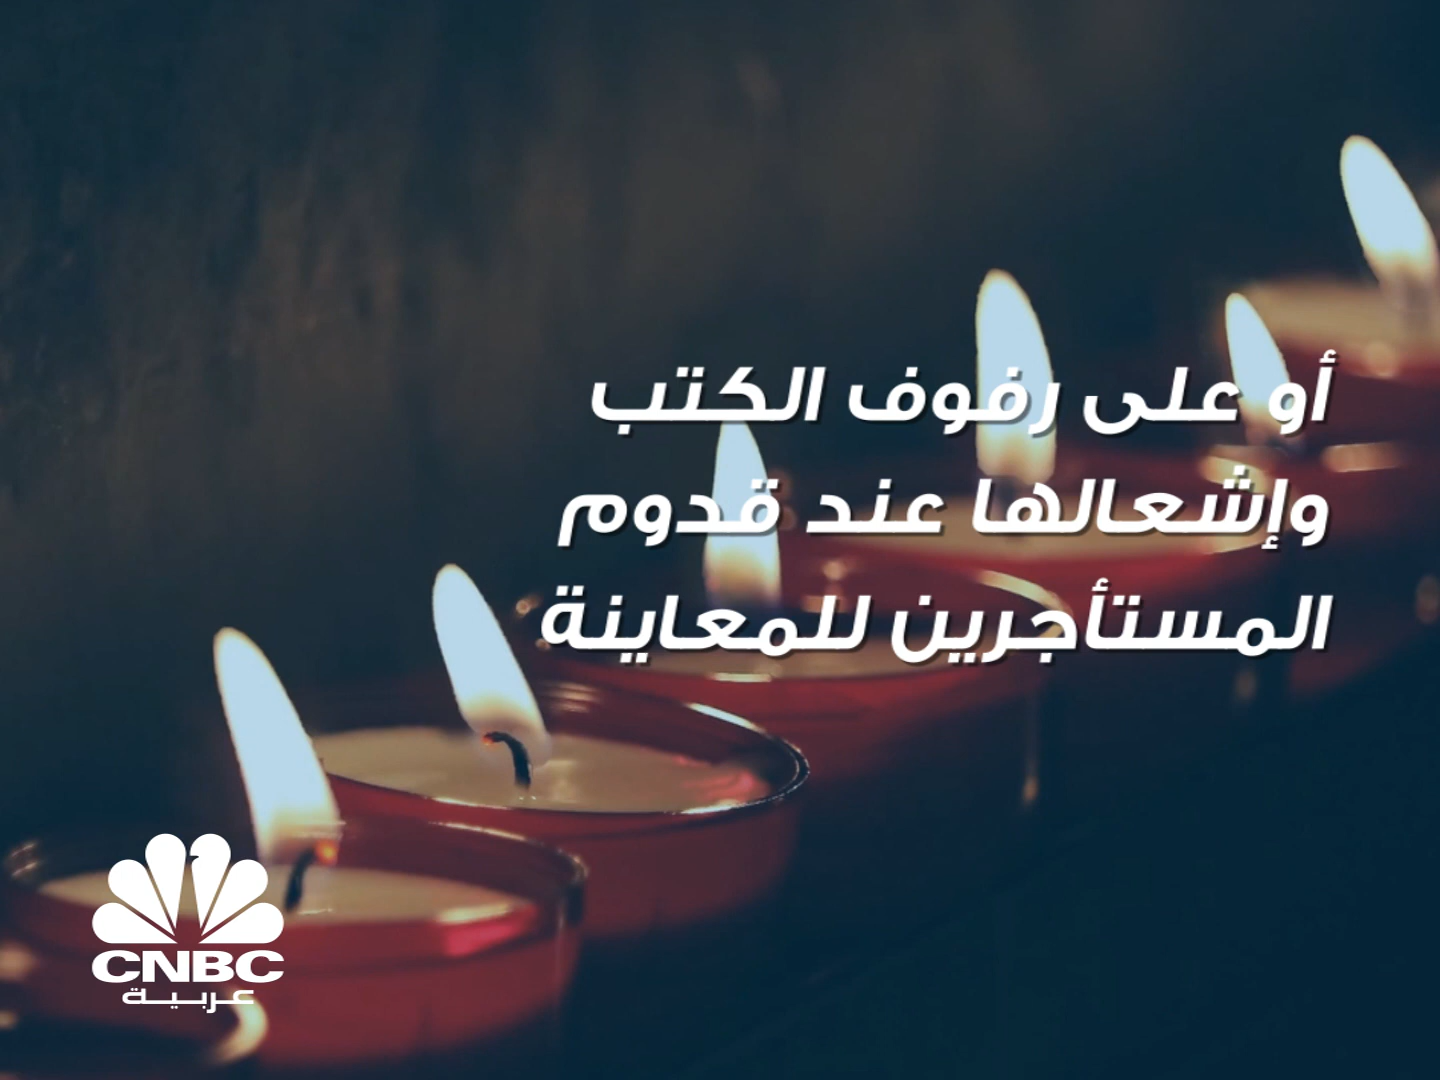 أو على رفوف الكتب
وإشعالها عند قدوم
المستأجرين للمعاينة
CNBC
عربية